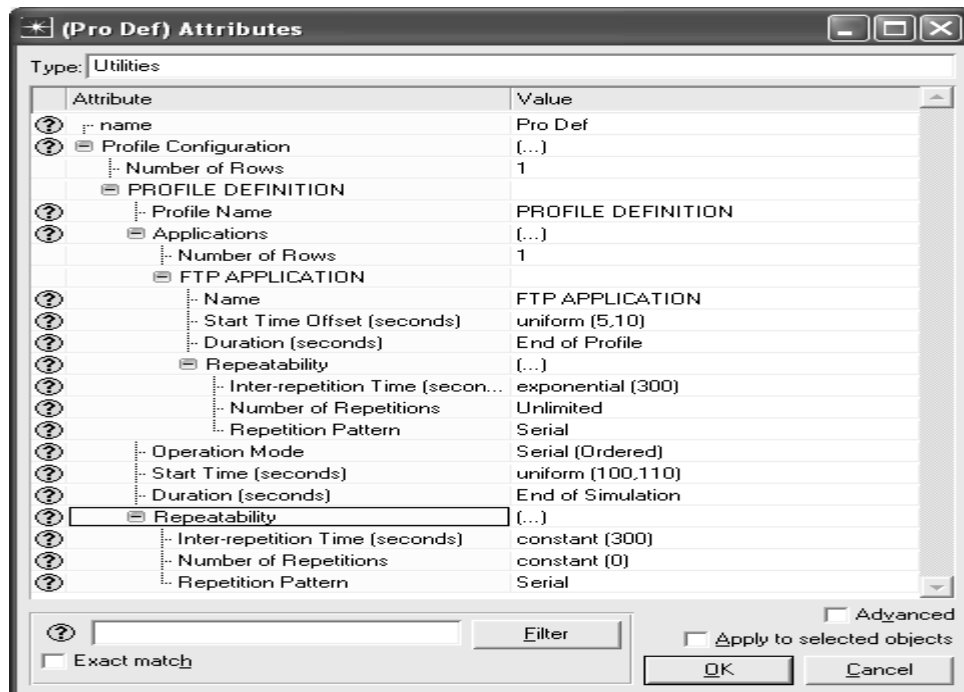 (Pro Def) Attributes
Type: Utilities
Attribute Value
name Pro Def
Profile Configuration (...)
Number of Rows 1
PROFILE DEFINITION
Profile Name PROFILE DEFINITION
Applications (...)
Number of Rows 1
FTP APPLICATION
Name FTP APPLICATION
Start Time Offset (seconds) uniform (5,10)
Duration (seconds) End of Profile
Repeatability (...)
Inter-repetition Time (secon... exponential (300)
Number of Repetitions Unlimited
Repetition Pattern Serial
Operation Mode Serial (Ordered)
Start Time (seconds) uniform (100,110)
Duration (seconds) End of Simulation
Repeatability (...)
Inter-repetition Time (seconds) constant (300)
Number of Repetitions constant (0)
Repetition Pattern Serial
Advanced
Filter
Apply to selected objects
Exact match
OK Cancel